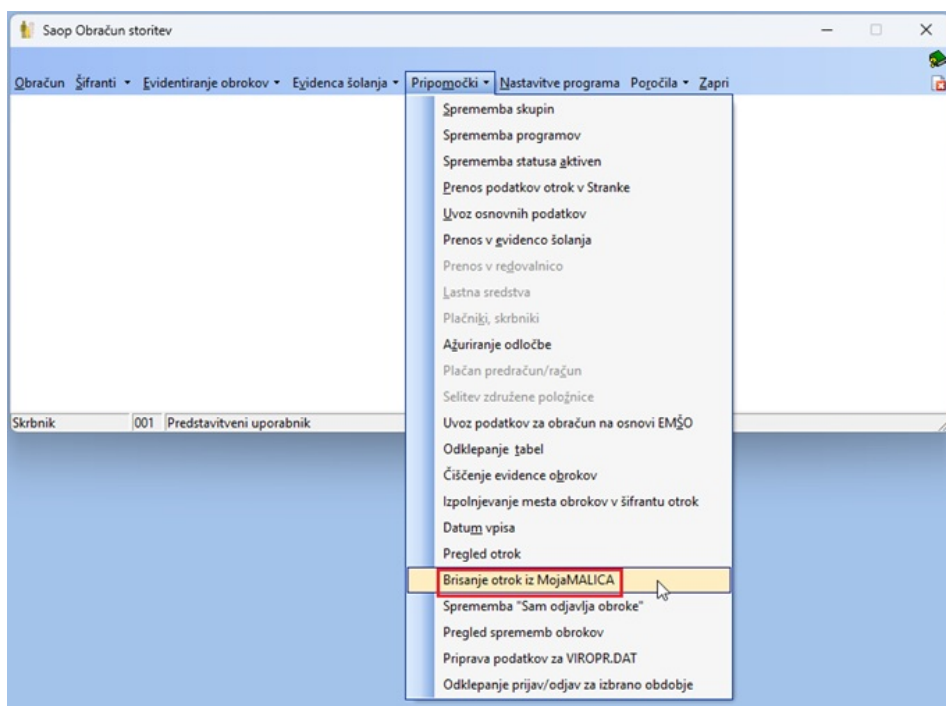 Saop Obračun storitev
Obračun Šifranti Evidentiranje obrokov Evidenca šolanja Pripomočki Nastavitve programa Poročila Zapri
Sprememba skupin
Sprememba programov
Sprememba statusa aktiven
Prenos podatkov otrok v Stranke
Uvoz osnovnih podatkov
Prenos v evidenco šolanja
Prenos v redovalnico
Lastna sredstva
Plačniki, skrbniki
Ažuriranje odločbe
Plačan predračun/račun
Selitev združene položnice
Skrbnik 001 Predstavitveni uporabnik
Uvoz podatkov za obračun na osnovi EMŠO
Odklepanje tabel
Čiščenje evidence obrokov
Izpolnjevanje mesta obrokov v šifrantu otrok
Datum vpisa
Pregled otrok
Brisanje otrok iz MojaMALICA
Sprememba "Sam odjavlja obroke"
Pregled sprememb obrokov
Priprava podatkov za VIROPR.DAT
Odklepanje prijav/odjav za izbrano obdobje